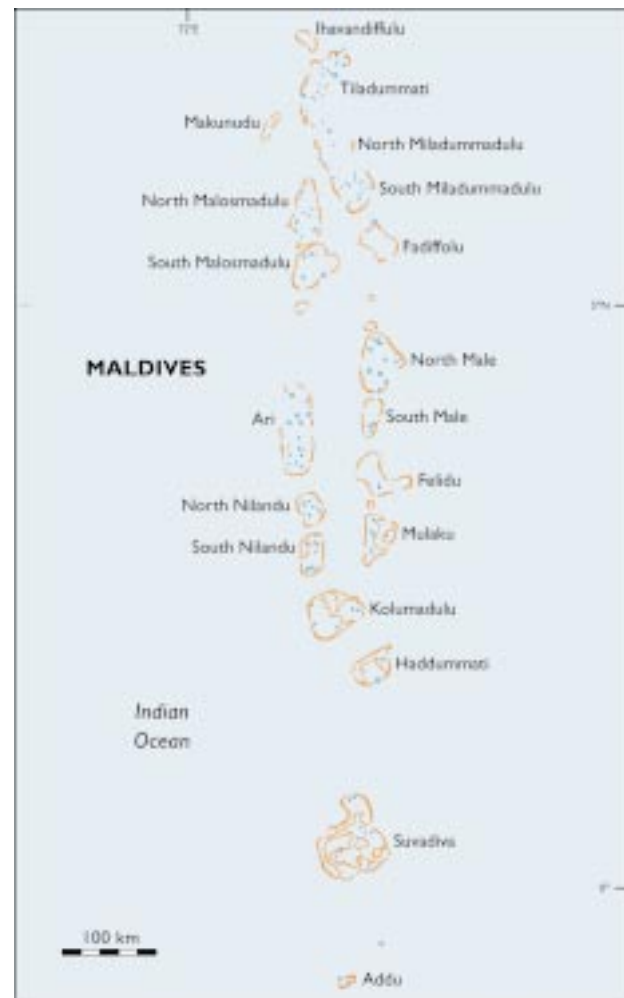 Ihavandiffulu
Tiladummati
Makunudu
North Miladummadulu
South Miladummadulu
North Malosmadulu
Fadiffolu
South Malosmadulu
MALDIVES
North Male
Ari
South Male
Felidu
North Nilandu
Mulaku
South Nilandu
Kolumadulu
Haddummati
Indian
Ocean
Suvadiva
0°
100 km
Addu